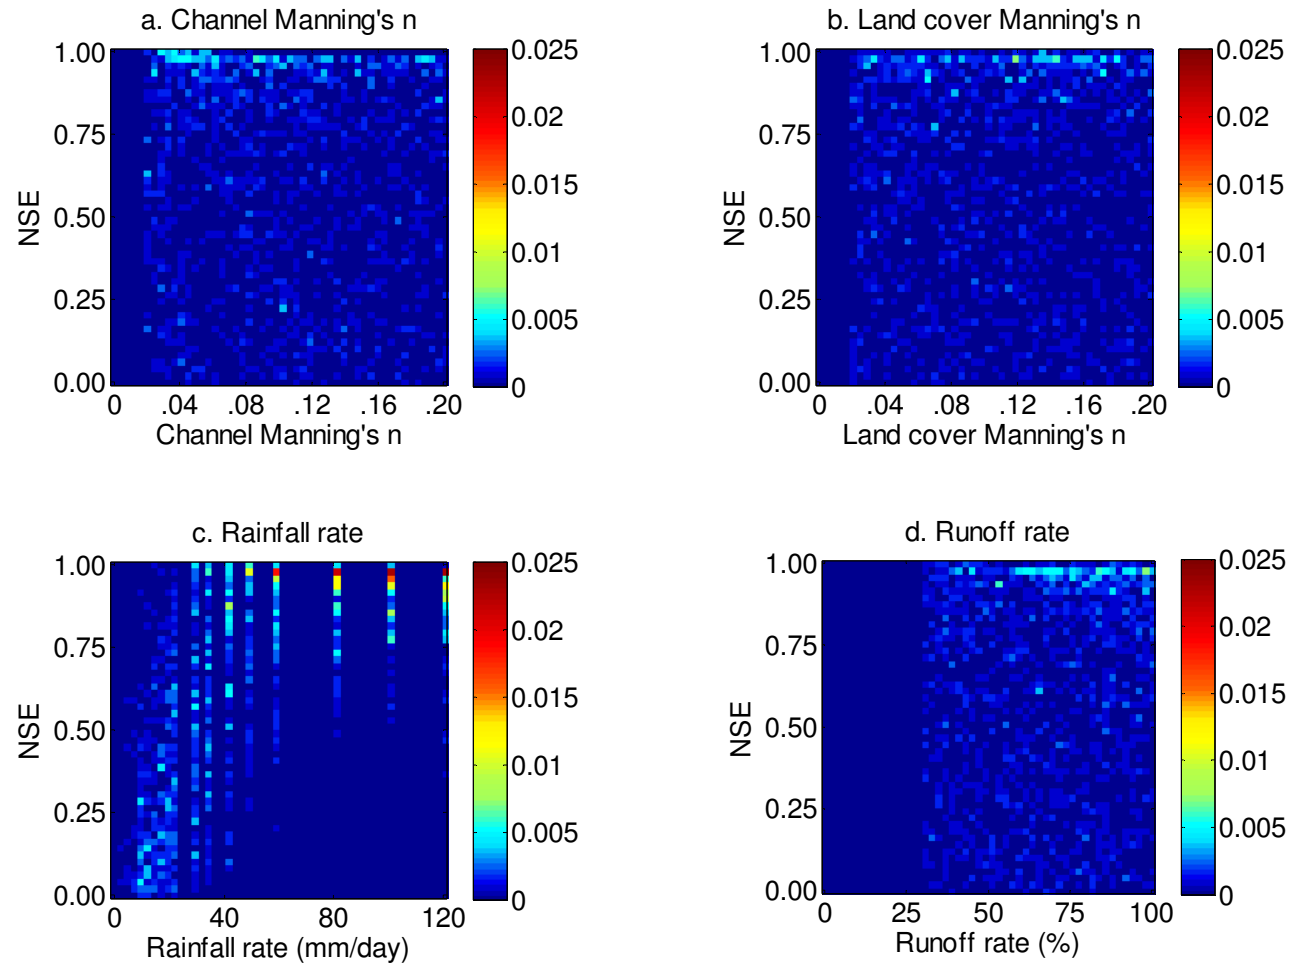 a. Channel Manning's n
1.00
0.75
0.50
0.25
0.00
NSE
0 .04 .08 .12 .16 .20
Channel Manning's n
0.025
0.02
0.015
0.01
0.005
0
b. Land cover Manning's n
1.00
0.75
0.50
0.25
0.00
NSE
0 .04 .08 .12 .16 .20
Land cover Manning's n
0.025
0.02
0.015
0.01
0.005
0
c. Rainfall rate
1.00
0.75
0.50
0.25
0.00
NSE
0 40 80 120
Rainfall rate (mm/day)
0.025
0.02
0.015
0.01
0.005
0
d. Runoff rate
1.00
0.75
0.50
0.25
0.00
NSE
0 25 50 75 100
Runoff rate (%)
0.025
0.02
0.015
0.01
0.005
0